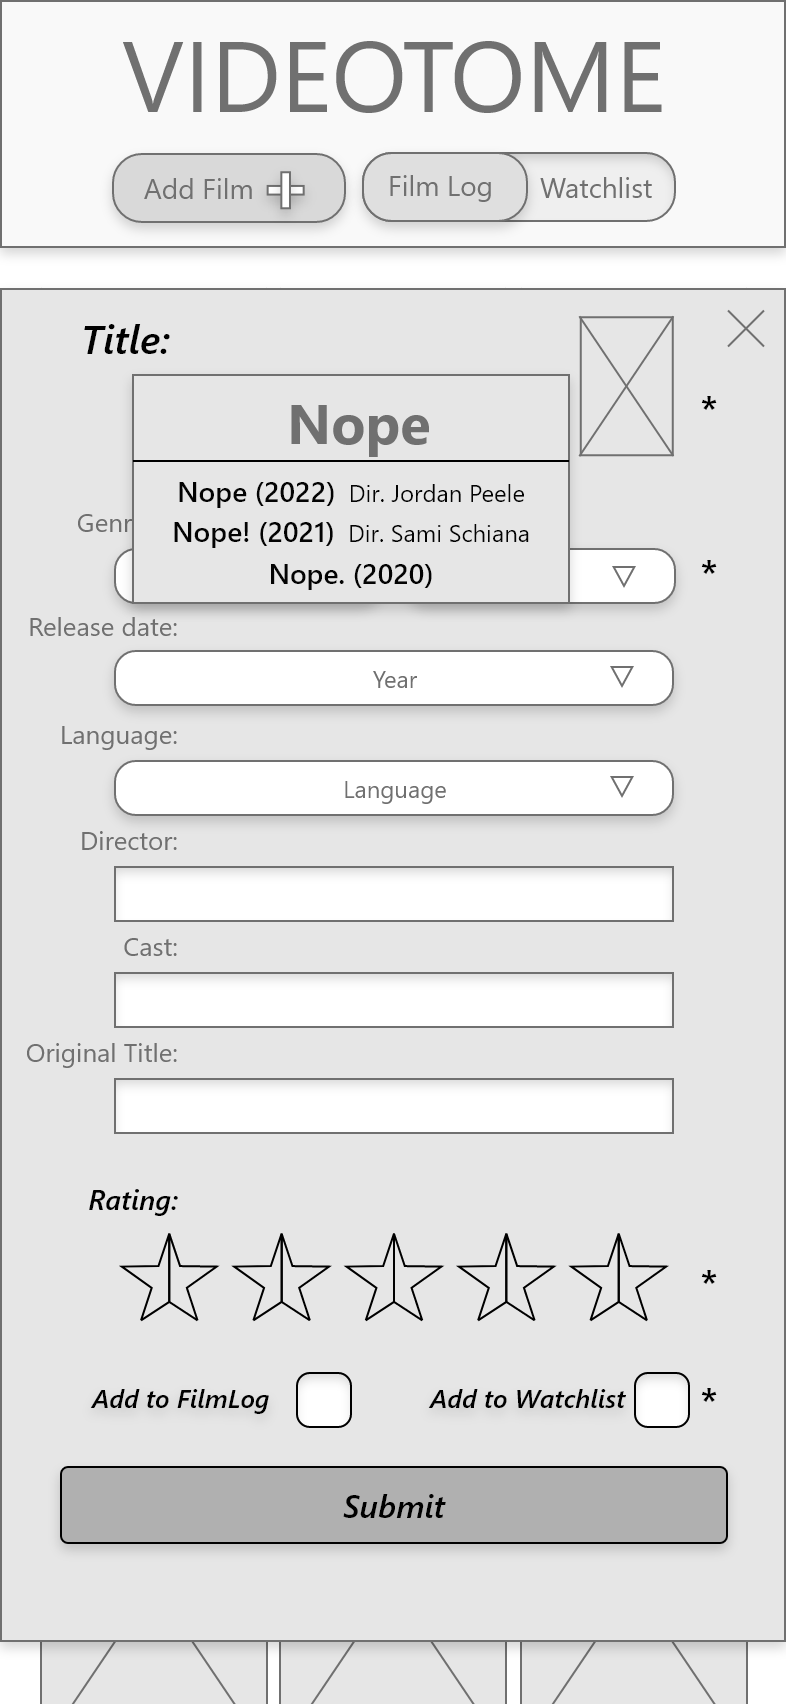 VIDEOTOME
Add Film Film Log Watchlist
Title:
*
Nope
Nope (2022) Dir. Jordan Peele
Nope! (2021) Dir. Sami Schiana
Genr
Nope. (2020)
*
Release date:
Year
Language:
Language
Director:
Cast:
Original Title:
Rating:
*
Add to FilmLog Add to Watchlist *
Submit